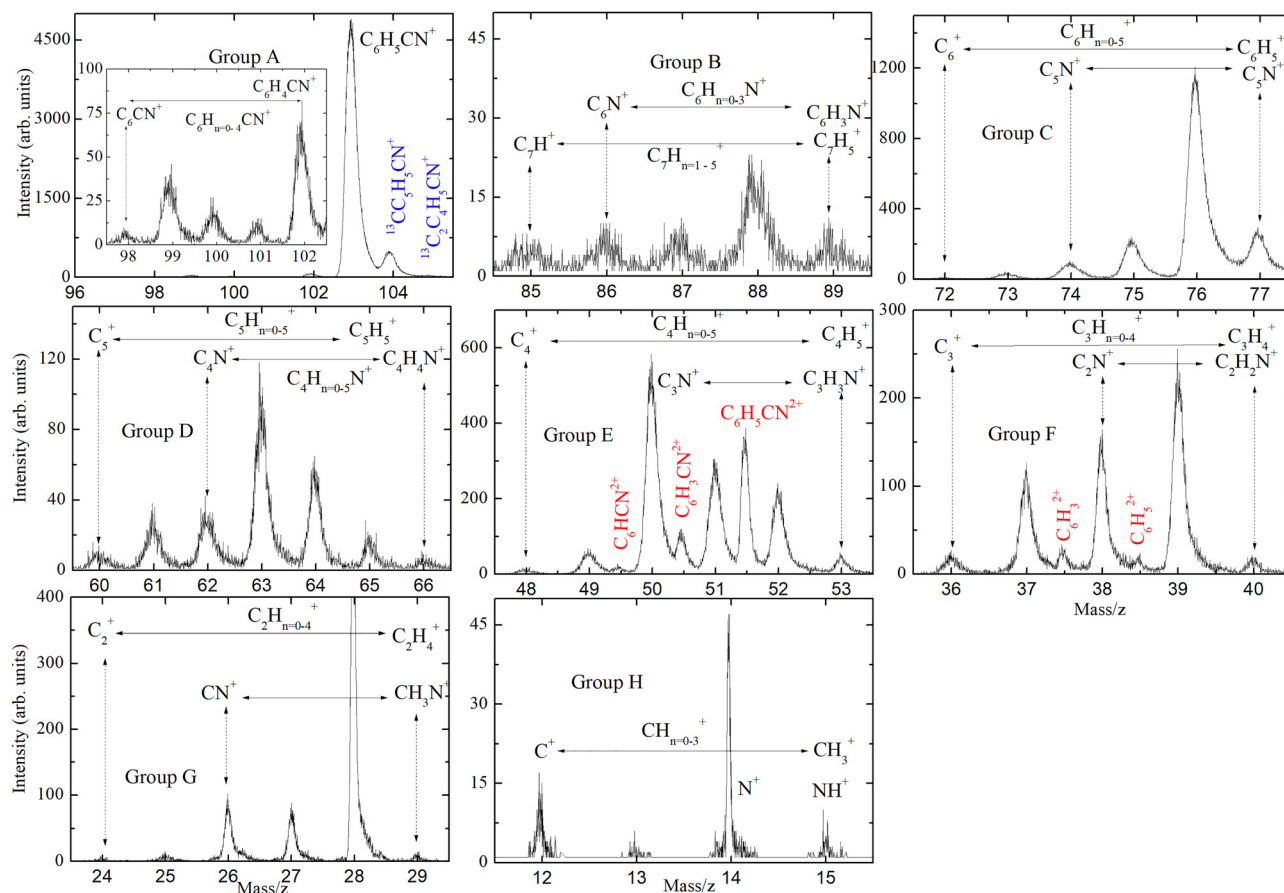 Intensity (arb. units)
4500
3000
1500
0
96 98 100 102 104
Group A
C₆H₅CN⁺
¹³CC₅H₅CN⁺
¹³C₂C₄H₅CN⁺
100
75
50
25
0
98 99 100 101 102
C₆CN⁺
C₆H₄CN⁺
C₆Hₙ₌₀₋₄CN⁺
45
30
15
0
85 86 87 88 89
Group B
C₆N⁺
C₆Hₙ₌₀₋₃N⁺
C₆H₃N⁺
C₇H⁺
C₇Hₙ₌₁₋₅⁺
C₇H₅⁺
1200
800
400
0
72 73 74 75 76 77
C₆Hₙ₌₀₋₅⁺
C₆⁺
C₆H₅⁺
C₅N⁺
C₅N⁺
Group C
Intensity (arb. units)
120
80
40
0
60 61 62 63 64 65 66
C₅⁺
C₅Hₙ₌₀₋₅⁺
C₅H₅⁺
C₄N⁺
C₄H₄N⁺
C₄Hₙ₌₀₋₅N⁺
Group D
600
400
200
0
48 49 50 51 52 53
C₄⁺
C₄Hₙ₌₀₋₅⁺
C₄H₅⁺
C₃N⁺
C₃H₃N⁺
Group E
C₆HCN²⁺
C₆H₃CN²⁺
C₆H₅CN²⁺
300
200
100
0
36 37 38 39 40
Mass/z
C₃⁺
C₃Hₙ₌₀₋₄⁺
C₃H₄⁺
C₂N⁺
C₂H₂N⁺
Group F
C₆H₃²⁺
C₆H₅²⁺
Intensity (arb. units)
400
300
200
100
0
24 25 26 27 28 29
Mass/z
C₂⁺
C₂Hₙ₌₀₋₄⁺
C₂H₄⁺
CN⁺
CH₃N⁺
Group G
45
30
15
0
12 13 14 15
Mass/z
Group H
CHₙ₌₀₋₃⁺
C⁺
CH₃⁺
N⁺
NH⁺